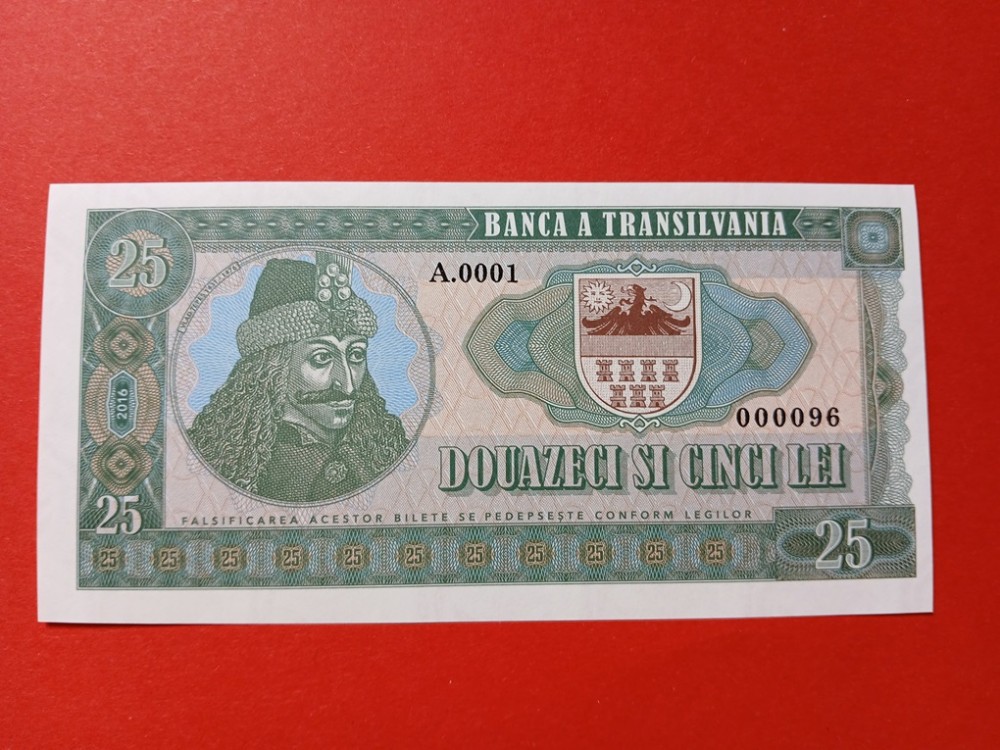 BANCA A TRANSILVANIA
25
A.0001
2016
000096
DOUAZECI SI CINCI LEI
25
FALSIFICAREA ACESTOR BILETE SE PEDEPSEȘTE CONFORM LEGILOR
25
25 25 25 25 25 25 25 25 25 25 25